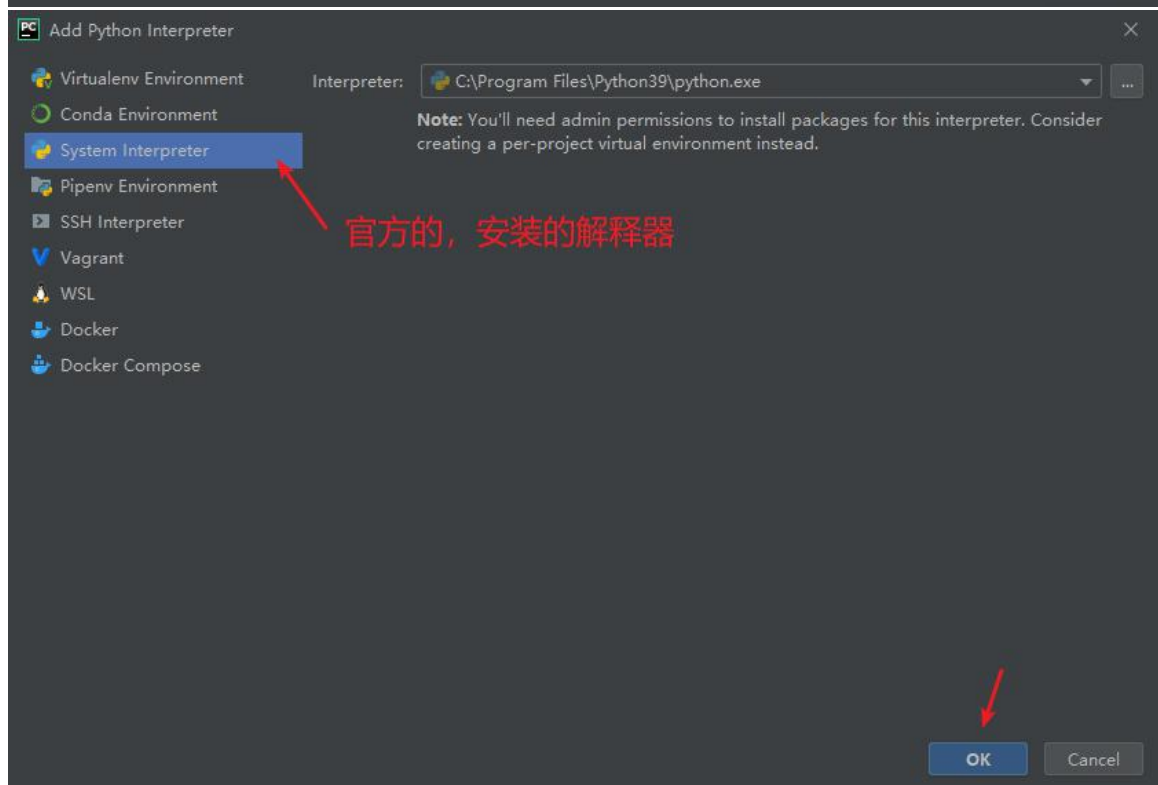 PC Add Python Interpreter
Virtualenv Environment
Interpreter: C:\Program Files\Python39\python.exe ...
Conda Environment
Note: You'll need admin permissions to install packages for this interpreter. Consider
creating a per-project virtual environment instead.
System Interpreter
Pipenv Environment
SSH Interpreter
官方的，安装的解释器
Vagrant
WSL
Docker
Docker Compose
OK
Cancel